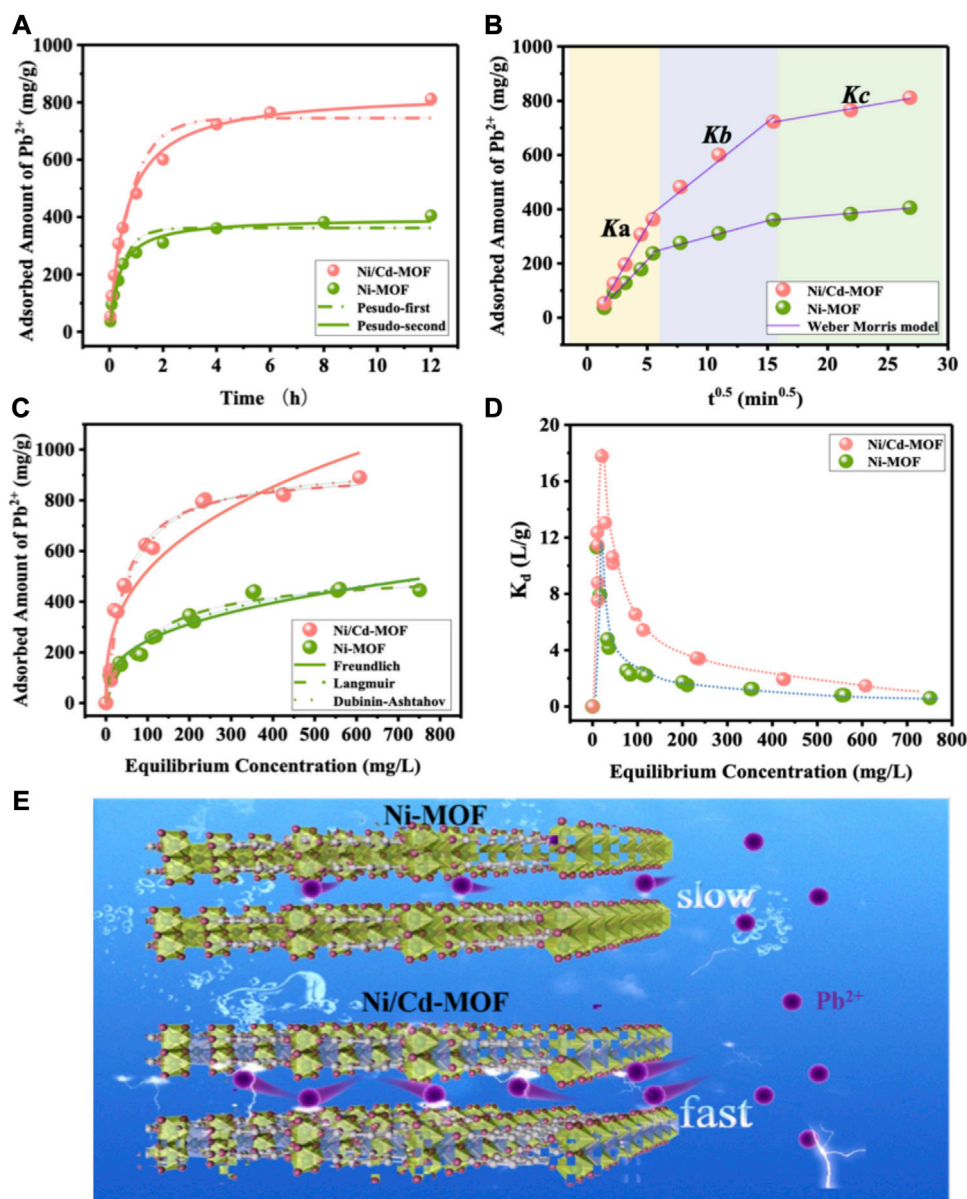 A
1000
800
600
400
200
0
Adsorbed Amount of Pb²⁺ (mg/g)
Ni/Cd-MOF
Ni-MOF
Pesudo-first
Pesudo-second
0 2 4 6 8 10 12
Time （h）
B
1000
800
600
400
200
0
Adsorbed Amount of Pb²⁺ (mg/g)
Ka
Kb
Kc
Ni/Cd-MOF
Ni-MOF
Weber Morris model
0 5 10 15 20 25 30
t⁰·⁵ (min⁰·⁵)
C
1000
800
600
400
200
0
Adsorbed Amount of Pb²⁺ (mg/g)
Ni/Cd-MOF
Ni-MOF
Freundlich
Langmuir
Dubinin-Ashtahov
0 100 200 300 400 500 600 700 800
Equilibrium Concentration (mg/L)
D
20
16
12
8
4
0
K_d (L/g)
Ni/Cd-MOF
Ni-MOF
0 100 200 300 400 500 600 700 800
Equilibrium Concentration (mg/L)
E
Ni-MOF
slow
Ni/Cd-MOF
Pb²⁺
fast